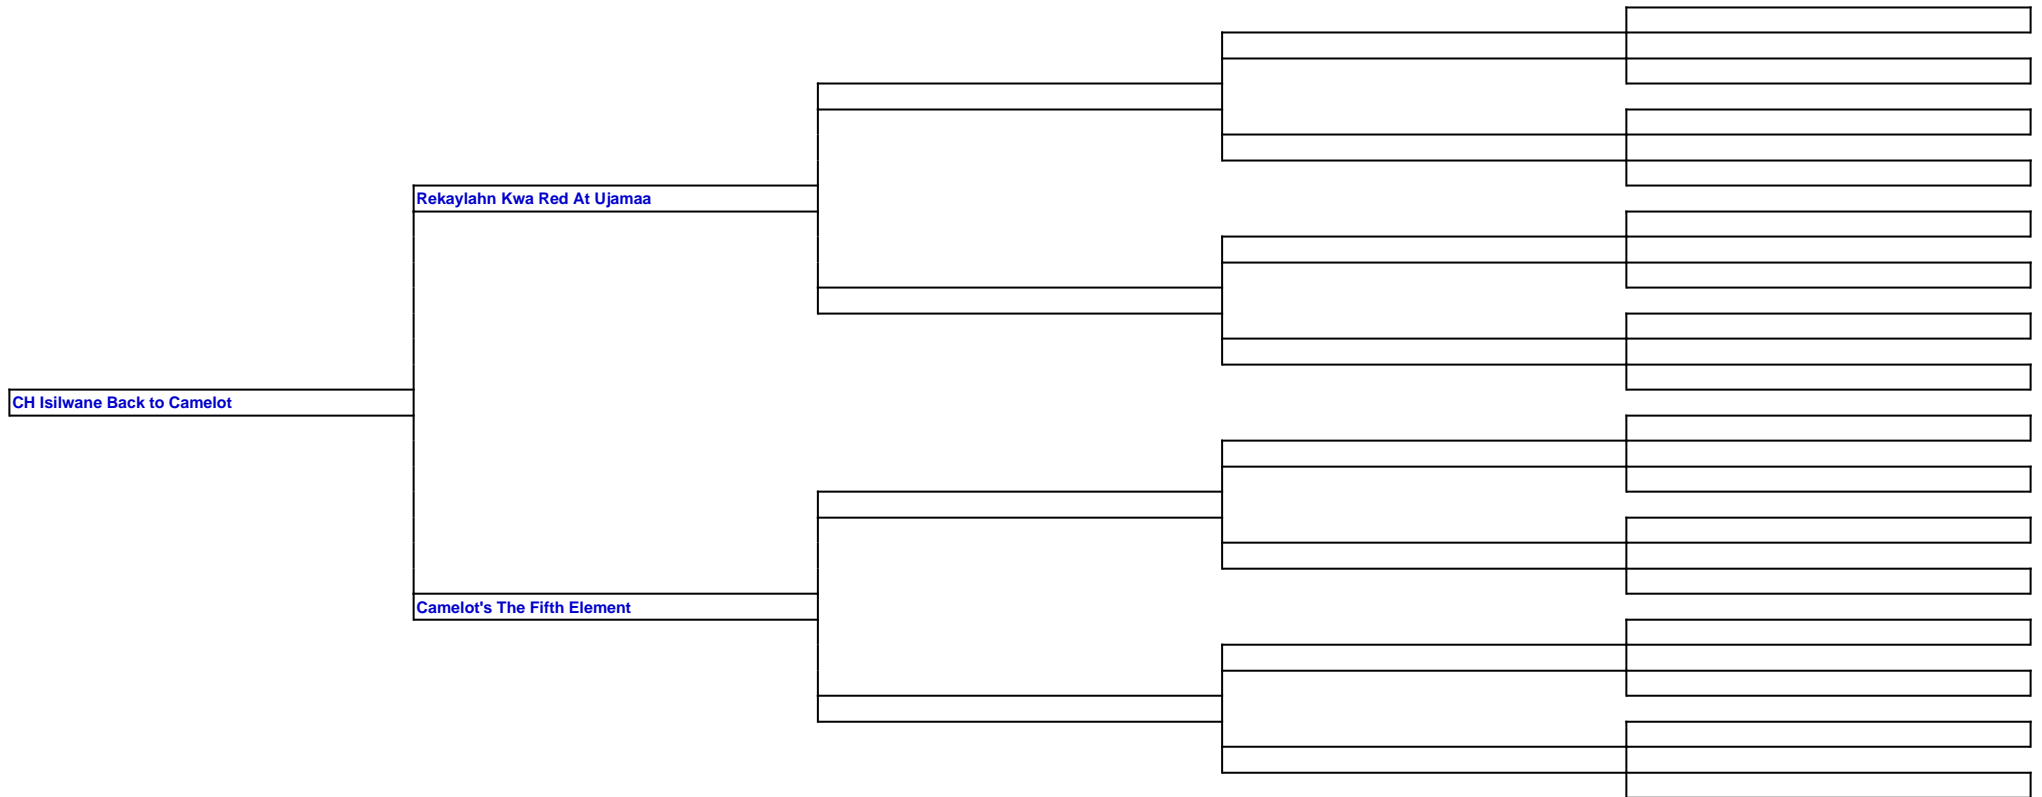 Rekaylahn Kwa Red At Ujamaa
CH Isilwane Back to Camelot
Camelot's The Fifth Element